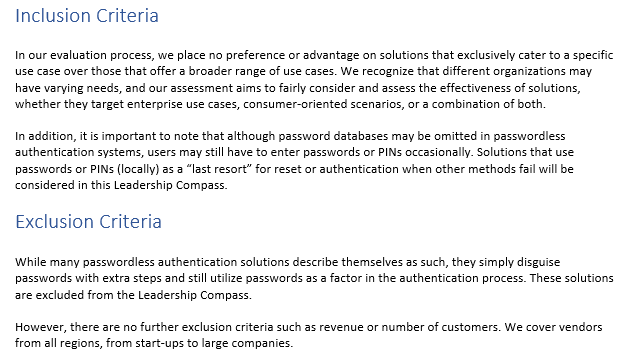 Inclusion Criteria
In our evaluation process, we place no preference or advantage on solutions that exclusively cater to a specific
use case over those that offer a broader range of use cases. We recognize that different organizations may
have varying needs, and our assessment aims to fairly consider and assess the effectiveness of solutions,
whether they target enterprise use cases, consumer-oriented scenarios, or a combination of both.
In addition, it is important to note that although password databases may be omitted in passwordless
authentication systems, users may still have to enter passwords or PINs occasionally. Solutions that use
passwords or PINs (locally) as a “last resort” for reset or authentication when other methods fail will be
considered in this Leadership Compass.
Exclusion Criteria
While many passwordless authentication solutions describe themselves as such, they simply disguise
passwords with extra steps and still utilize passwords as a factor in the authentication process. These solutions
are excluded from the Leadership Compass.
However, there are no further exclusion criteria such as revenue or number of customers. We cover vendors
from all regions, from start-ups to large companies.